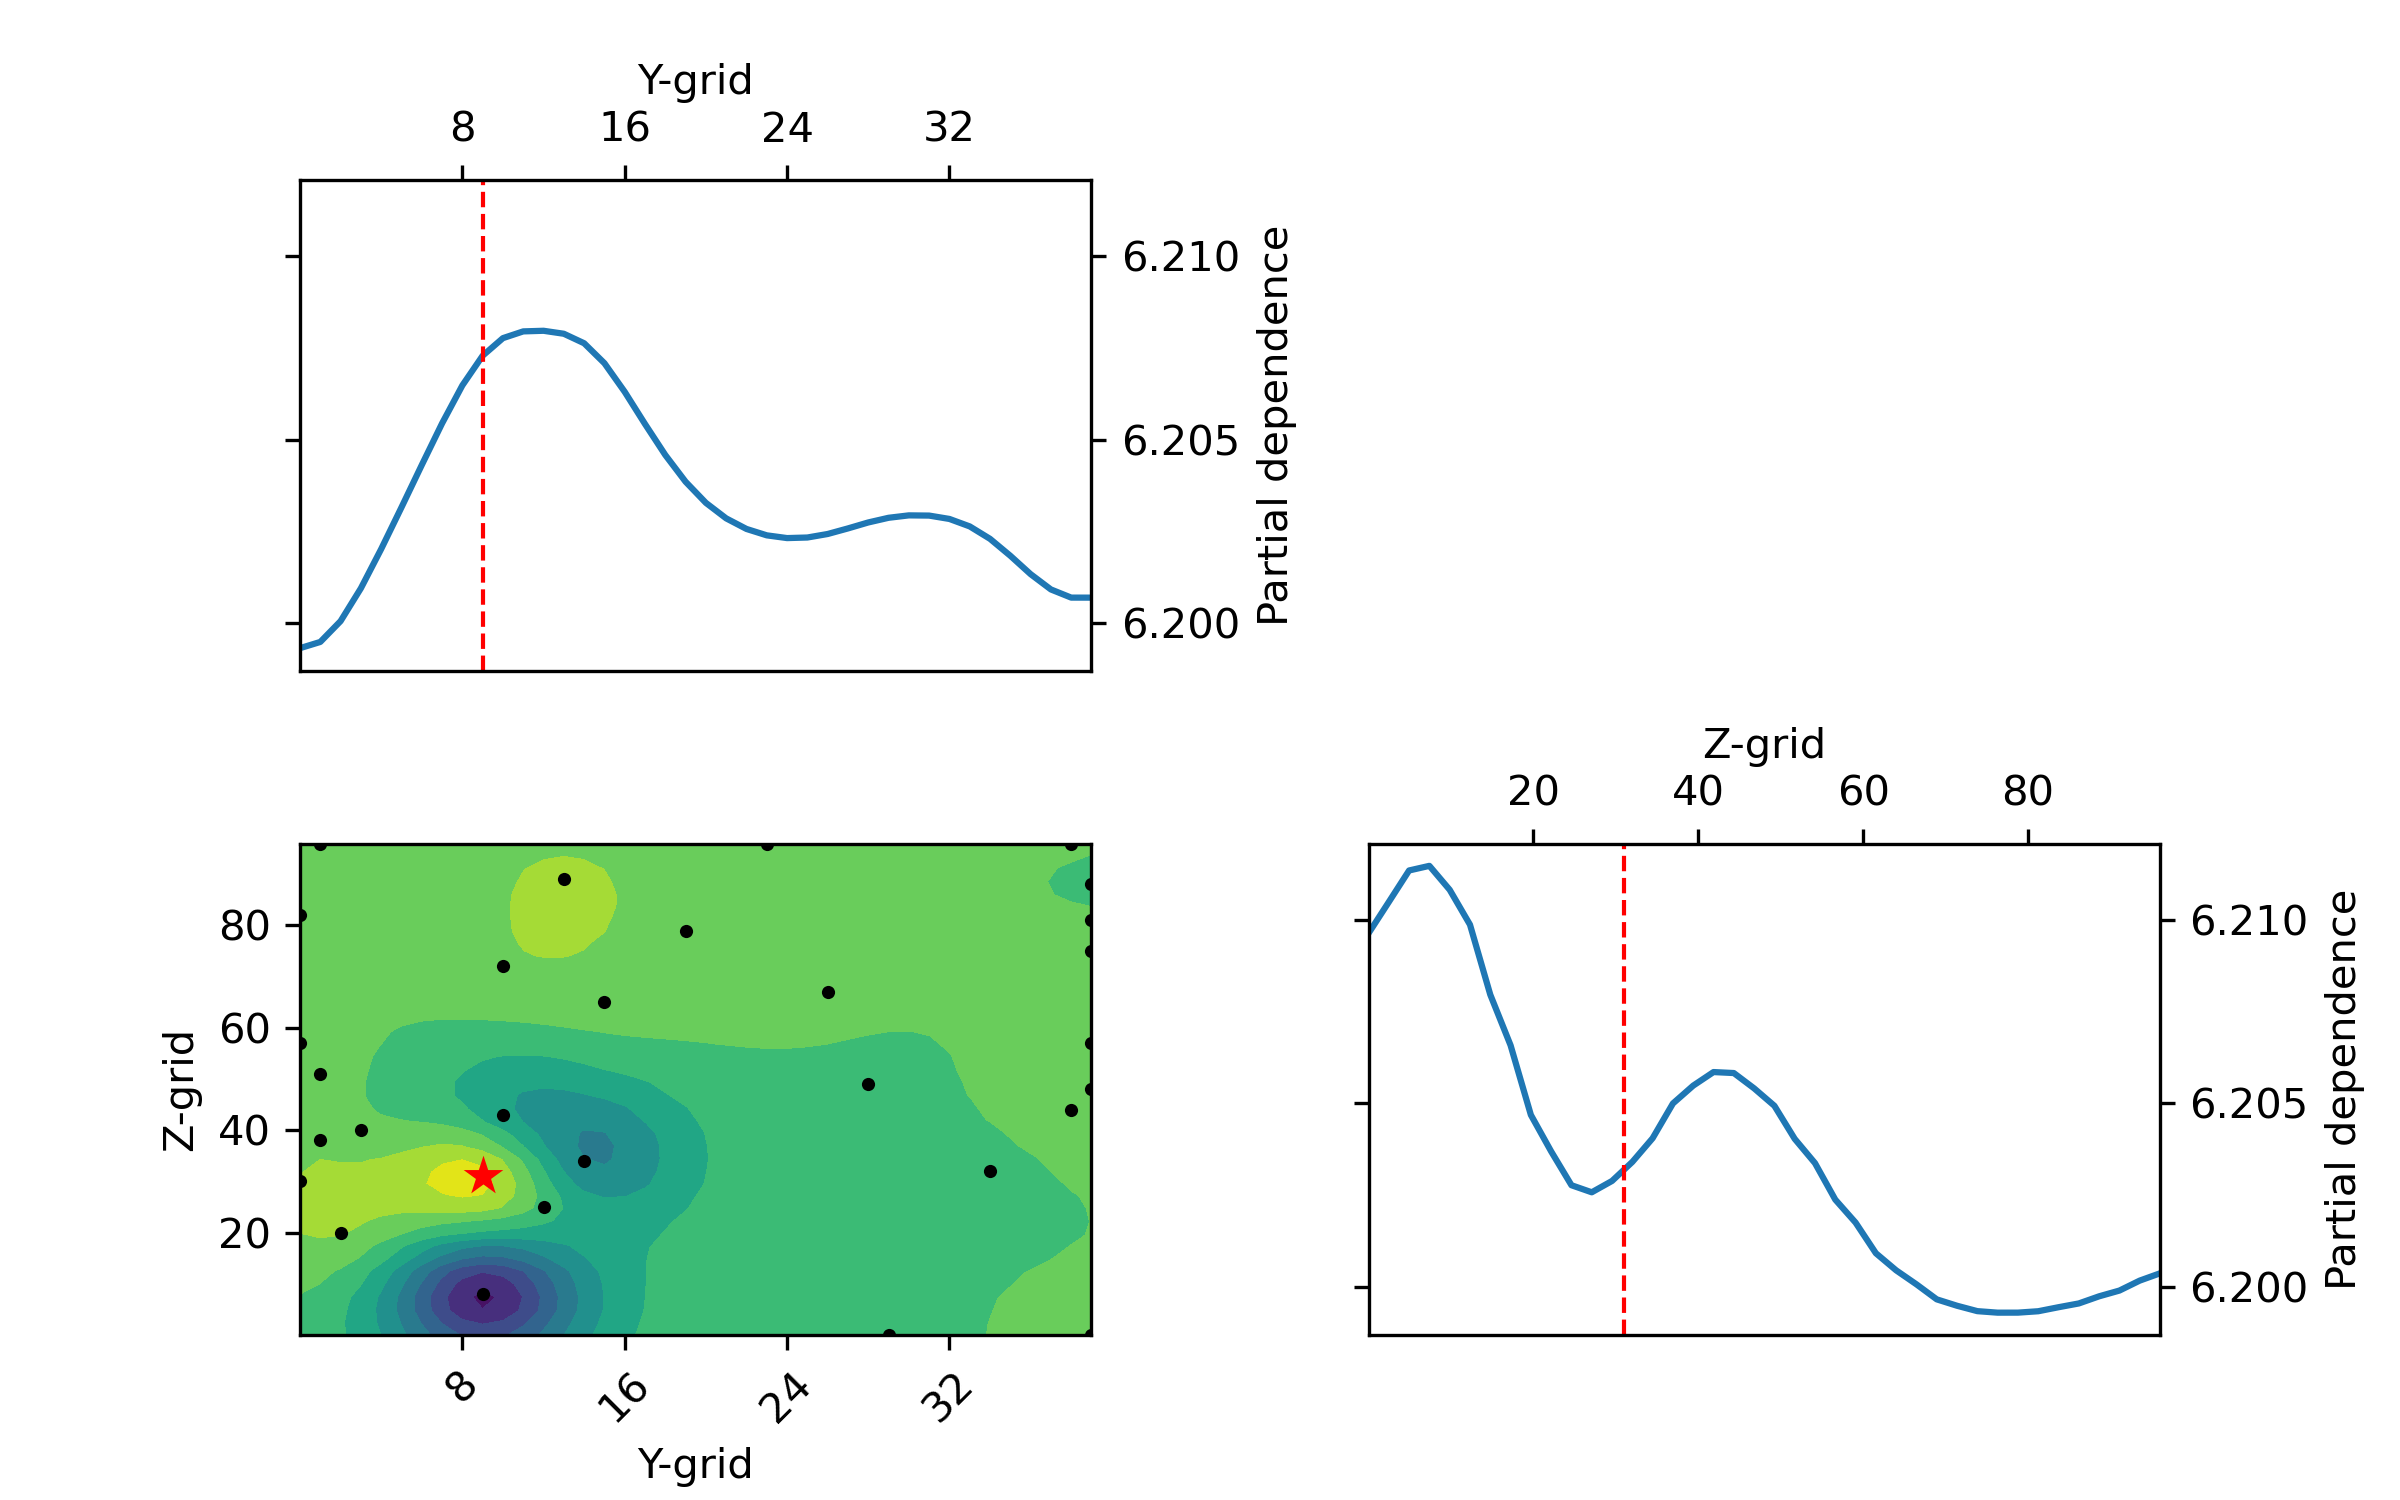 Y-grid
8 16 24 32
6.210
6.205
6.200
Partial dependence
Z-grid
20 40 60 80
80
60
40
20
Z-grid
8 16 24 32
Y-grid
6.210
6.205
6.200
Partial dependence